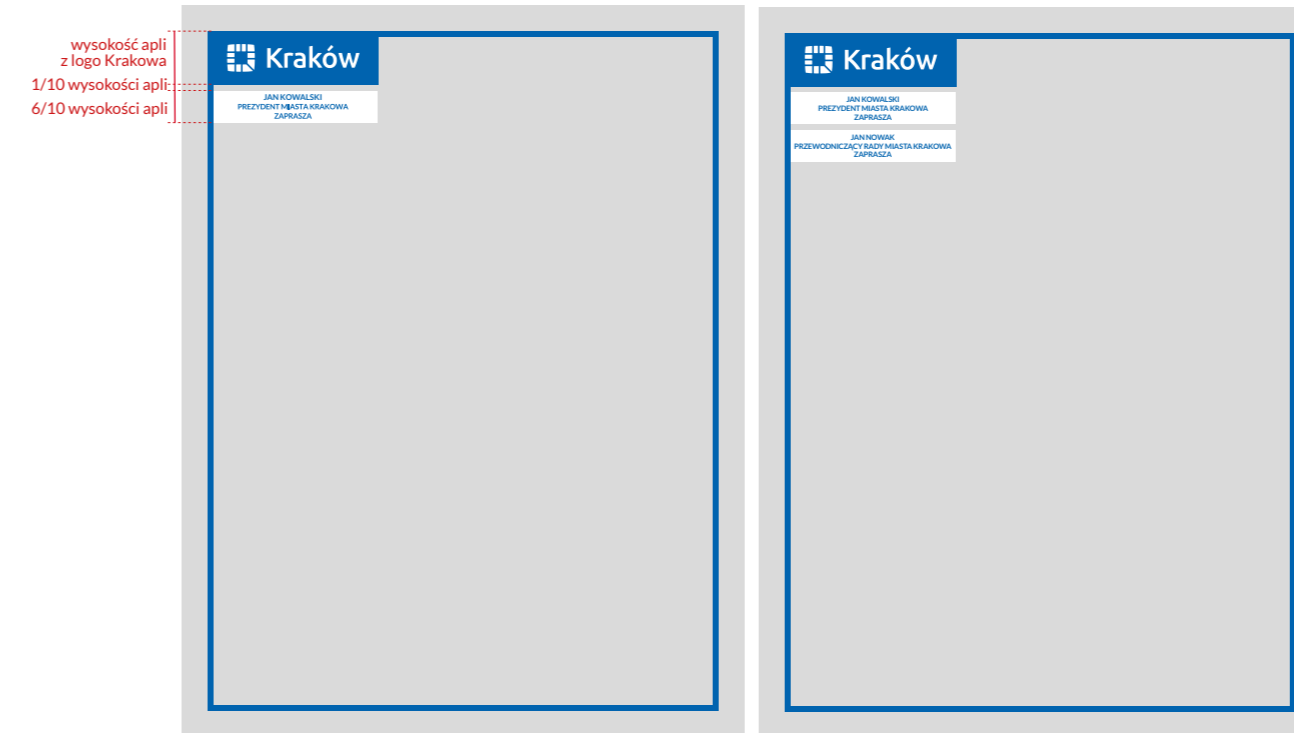 wysokość apli
z logo Krakowa
1/10 wysokości apli
6/10 wysokości apli
Kraków
JAN KOWALSKI
PREZYDENT MIASTA KRAKOWA
ZAPRASZA
Kraków
JAN KOWALSKI
PREZYDENT MIASTA KRAKOWA
ZAPRASZA
JAN NOWAK
PRZEWODNICZĄCY RADY MIASTA KRAKOWA
ZAPRASZA